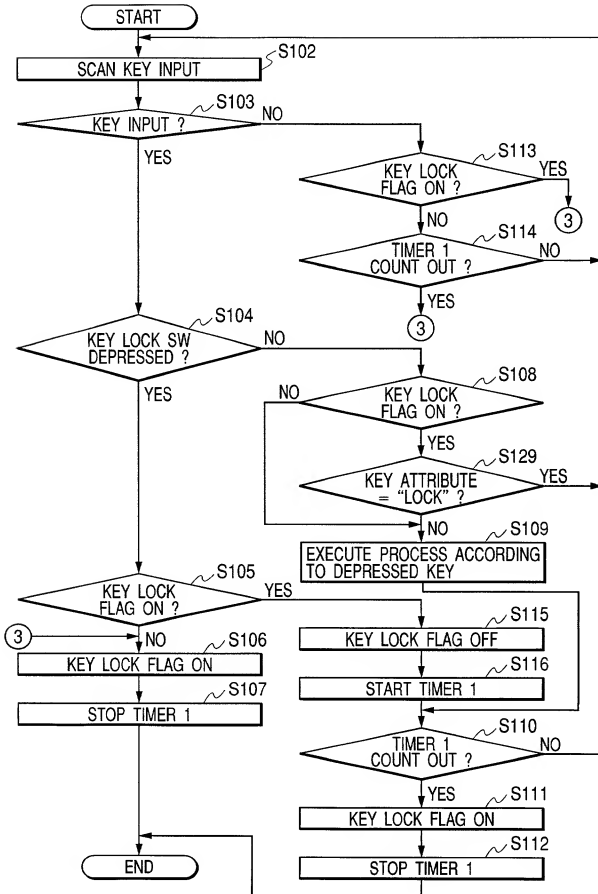 START
S102
SCAN KEY INPUT
S103
KEY INPUT ?
NO
YES
S113
KEY LOCK
FLAG ON ?
YES
3
NO
S114
TIMER 1
COUNT OUT ?
NO
YES
3
S104
KEY LOCK SW
DEPRESSED ?
NO
YES
S108
KEY LOCK
FLAG ON ?
NO
YES
S129
KEY ATTRIBUTE
= “LOCK” ?
YES
NO
S109
EXECUTE PROCESS ACCORDING
TO DEPRESSED KEY
S105
KEY LOCK
FLAG ON ?
YES
3
NO
S106
KEY LOCK FLAG ON
S107
STOP TIMER 1
S115
KEY LOCK FLAG OFF
S116
START TIMER 1
S110
TIMER 1
COUNT OUT ?
NO
YES
S111
KEY LOCK FLAG ON
S112
STOP TIMER 1
END